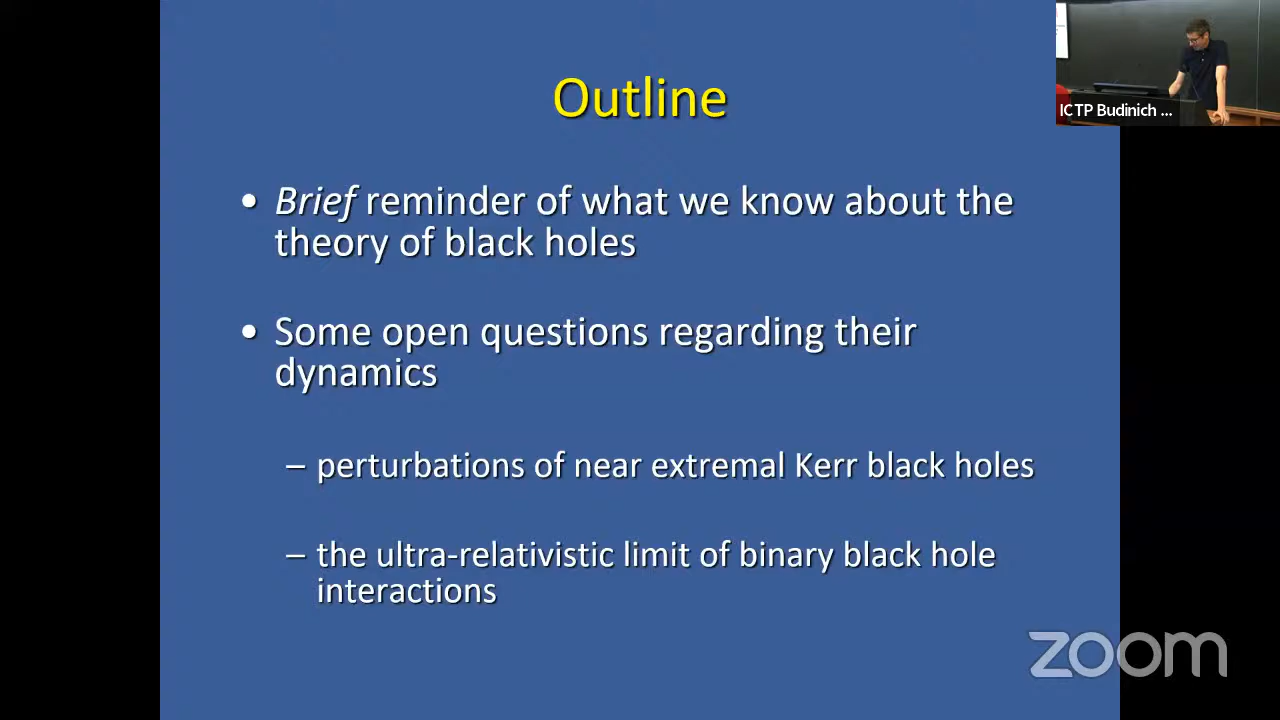 Outline
ICTP Budinich ...
• Brief reminder of what we know about the
theory of black holes
• Some open questions regarding their
dynamics
– perturbations of near extremal Kerr black holes
– the ultra-relativistic limit of binary black hole
interactions
zoom